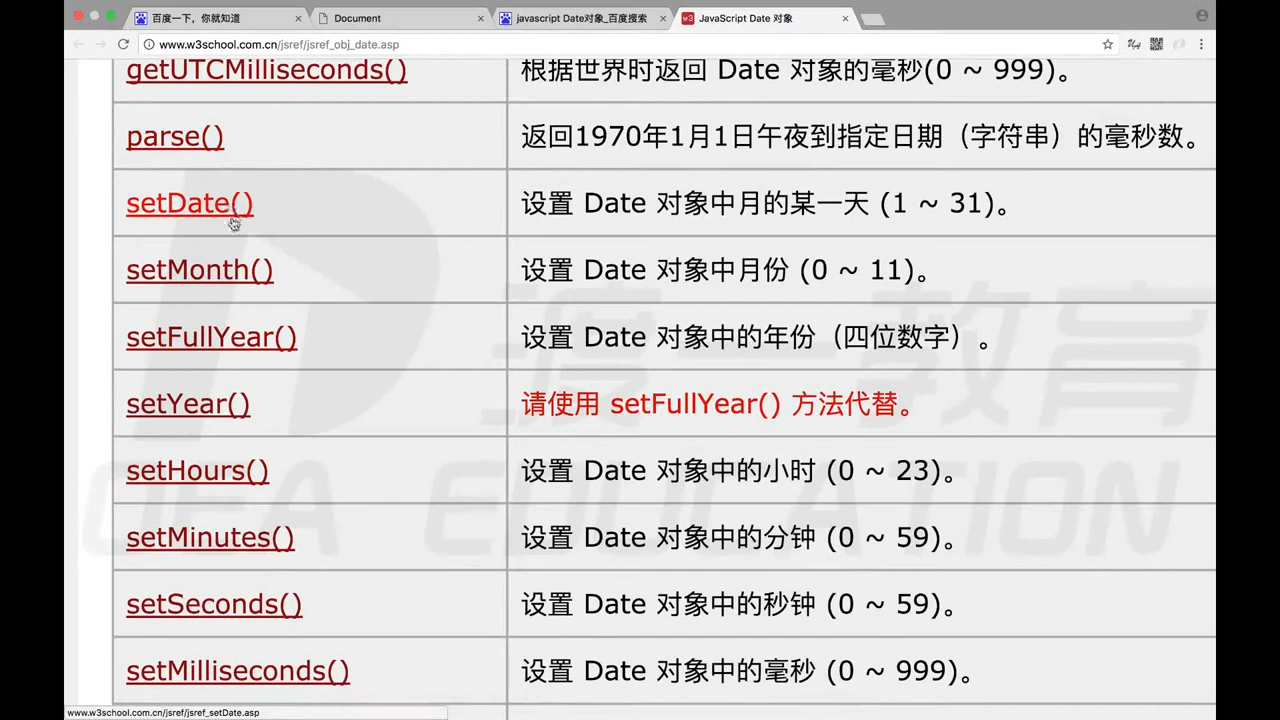 百度一下，你就知道
Document
javascript Date对象_百度搜索
JavaScript Date 对象
www.w3school.com.cn/jsref/jsref_obj_date.asp
getUTCMilliseconds() 根据世界时返回 Date 对象的毫秒(0 ~ 999)。
parse() 返回1970年1月1日午夜到指定日期（字符串）的毫秒数。
setDate() 设置 Date 对象中月的某一天 (1 ~ 31)。
setMonth() 设置 Date 对象中月份 (0 ~ 11)。
setFullYear() 设置 Date 对象中的年份（四位数字）。
setYear() 请使用 setFullYear() 方法代替。
setHours() 设置 Date 对象中的小时 (0 ~ 23)。
setMinutes() 设置 Date 对象中的分钟 (0 ~ 59)。
setSeconds() 设置 Date 对象中的秒钟 (0 ~ 59)。
setMilliseconds() 设置 Date 对象中的毫秒 (0 ~ 999)。
渡一教育
EDUCATION
www.w3school.com.cn/jsref/jsref_setDate.asp